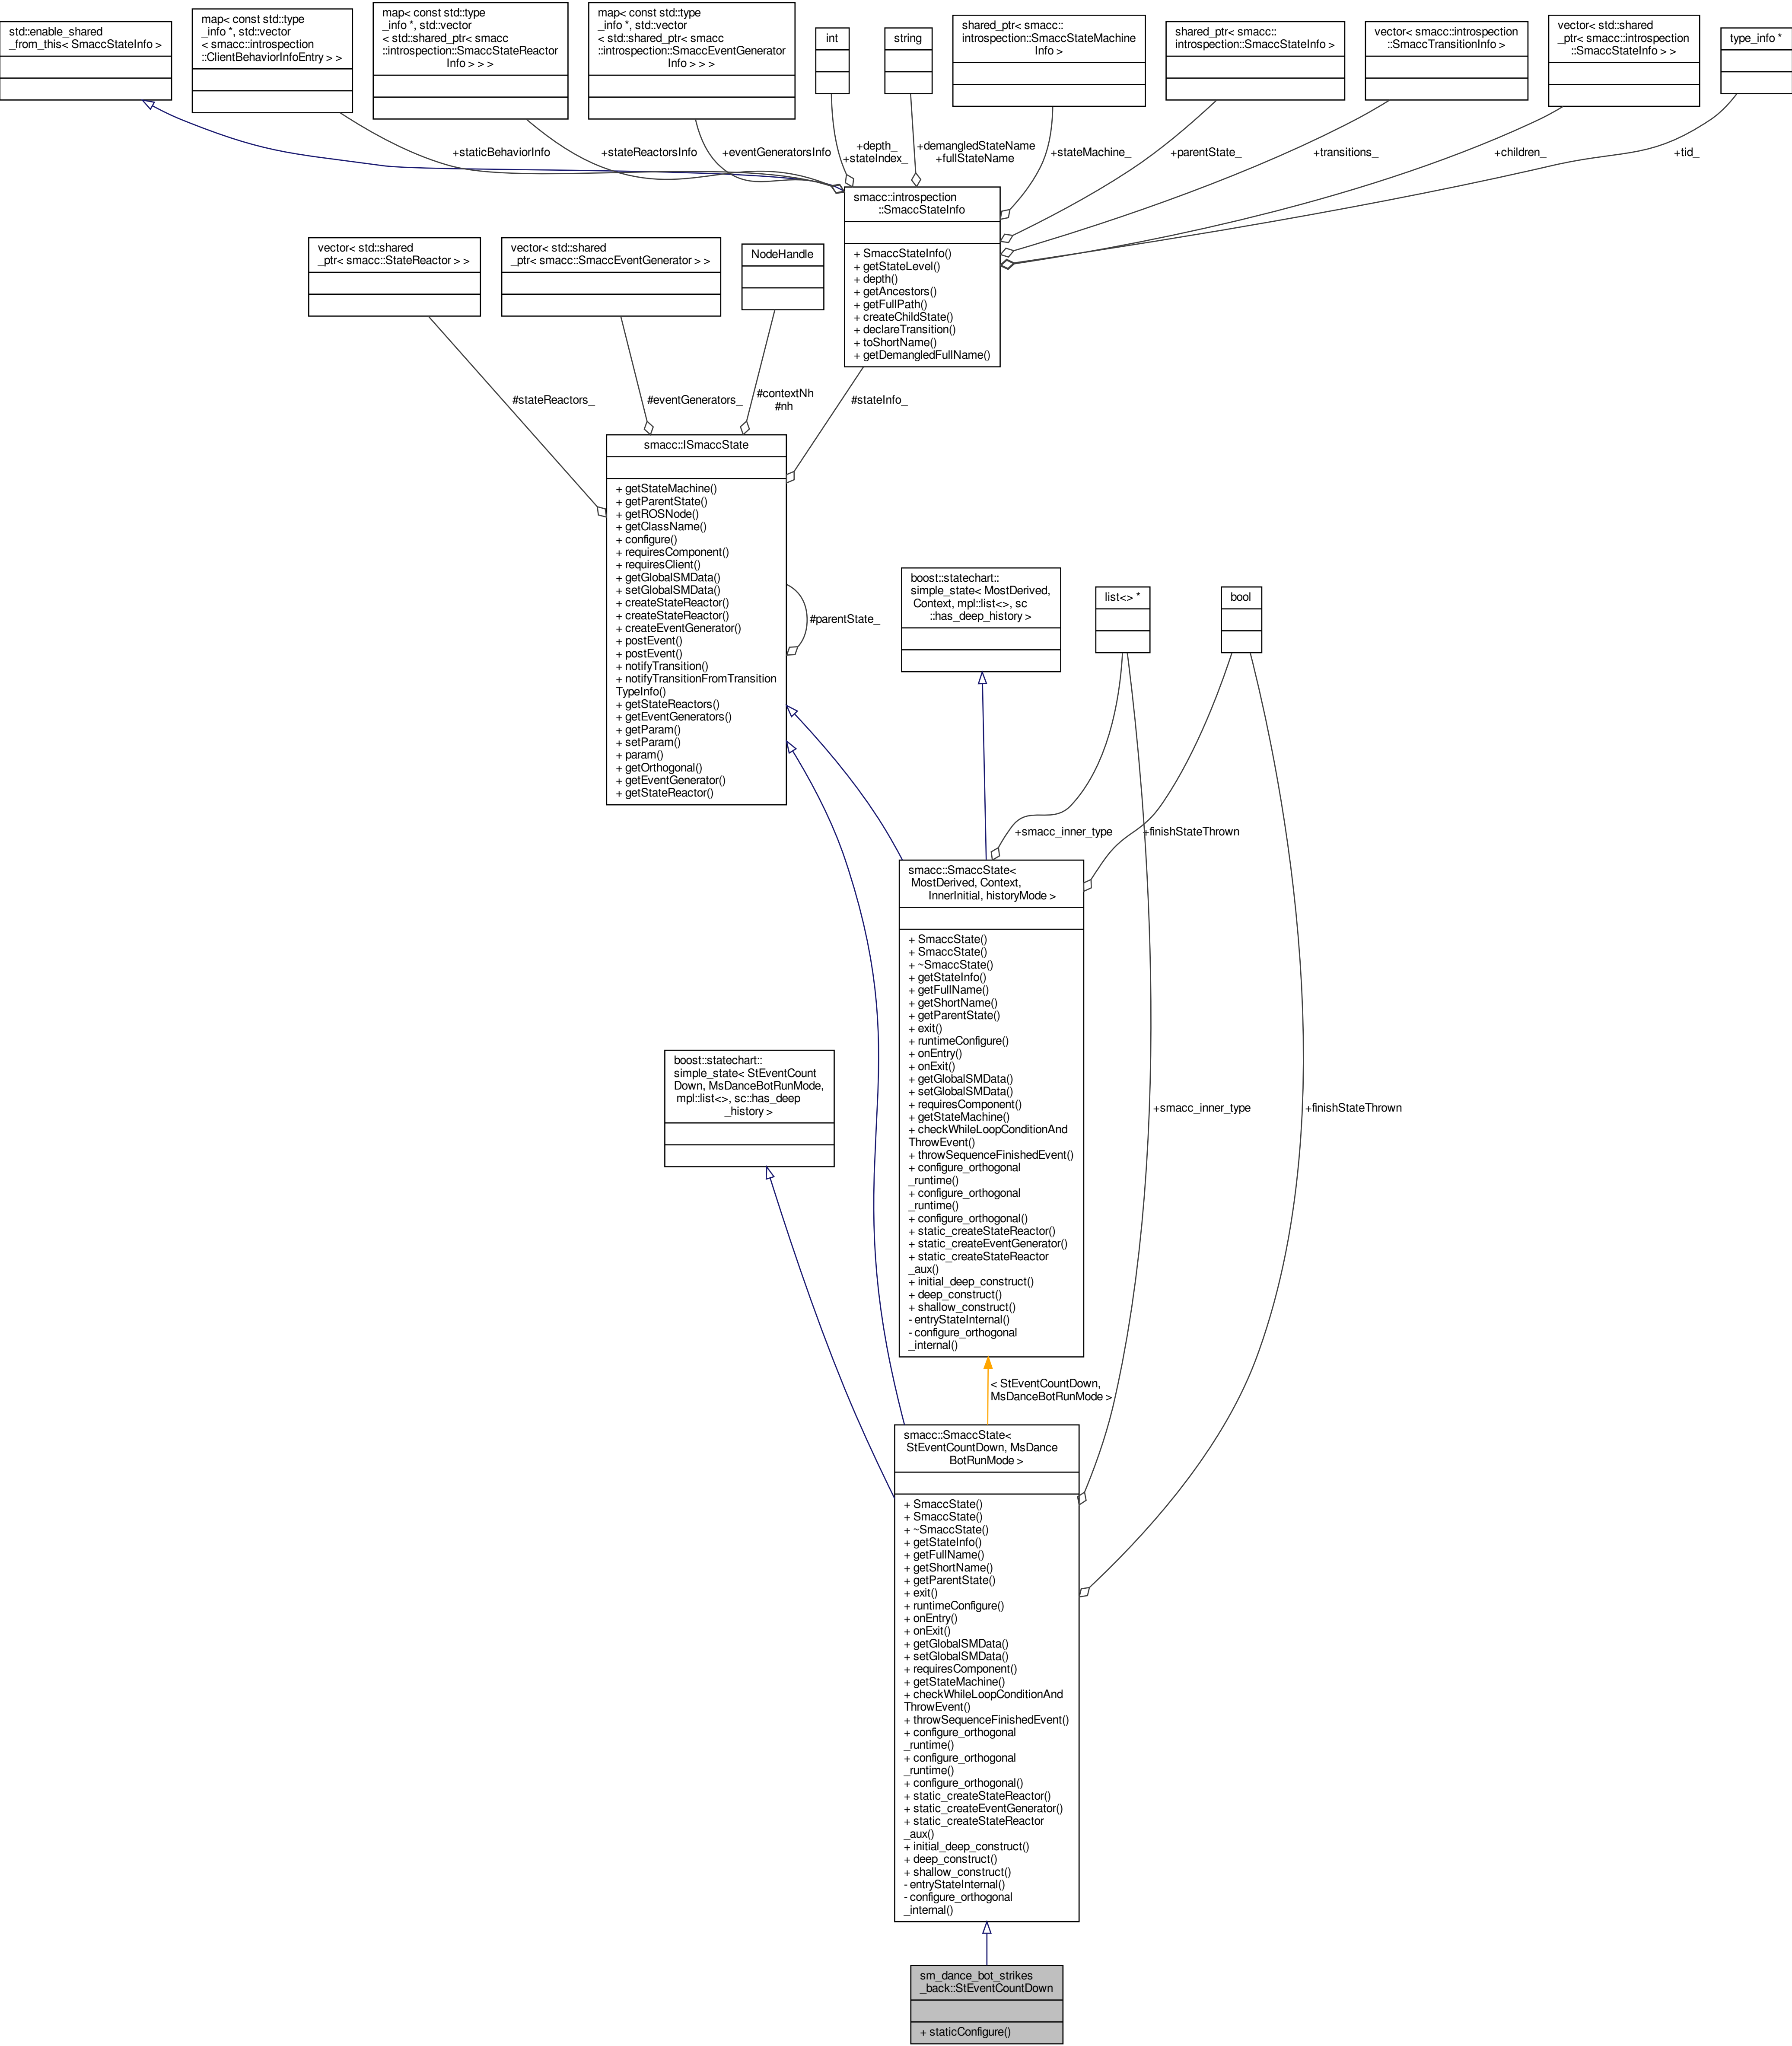 std::enable_shared
_from_this< SmaccStateInfo >
map< const std::type
_info *, std::vector
< smacc::introspection
::ClientBehaviorInfoEntry > >
map< const std::type
_info *, std::vector
< std::shared_ptr< smacc
::introspection::SmaccStateReactor
Info > > >
map< const std::type
_info *, std::vector
< std::shared_ptr< smacc
::introspection::SmaccEventGenerator
Info > > >
int
string
shared_ptr< smacc::
introspection::SmaccStateMachine
Info >
shared_ptr< smacc::
introspection::SmaccStateInfo >
vector< smacc::introspection
::SmaccTransitionInfo >
vector< std::shared
_ptr< smacc::introspection
::SmaccStateInfo > >
type_info *
+staticBehaviorInfo
+stateReactorsInfo
+eventGeneratorsInfo
+depth_
+stateIndex_
+demangledStateName
+fullStateName
+stateMachine_
+parentState_
+transitions_
+children_
+tid_
smacc::introspection
::SmaccStateInfo
+ SmaccStateInfo()
+ getStateLevel()
+ depth()
+ getAncestors()
+ getFullPath()
+ createChildState()
+ declareTransition()
+ toShortName()
+ getDemangledFullName()
vector< std::shared
_ptr< smacc::StateReactor > >
vector< std::shared
_ptr< smacc::SmaccEventGenerator > >
NodeHandle
#stateReactors_
#eventGenerators_
#contextNh
#nh
#stateInfo_
smacc::ISmaccState
+ getStateMachine()
+ getParentState()
+ getROSNode()
+ getClassName()
+ configure()
+ requiresComponent()
+ requiresClient()
+ getGlobalSMData()
+ setGlobalSMData()
+ createStateReactor()
+ createStateReactor()
+ createEventGenerator()
+ postEvent()
+ postEvent()
+ notifyTransition()
+ notifyTransitionFromTransition
TypeInfo()
+ getStateReactors()
+ getEventGenerators()
+ getParam()
+ setParam()
+ param()
+ getOrthogonal()
+ getEventGenerator()
+ getStateReactor()
#parentState_
boost::statechart::
simple_state< MostDerived,
Context, mpl::list<>, sc
::has_deep_history >
list<> *
bool
+smacc_inner_type
+finishStateThrown
smacc::SmaccState<
MostDerived, Context,
InnerInitial, historyMode >
+ SmaccState()
+ SmaccState()
+ ~SmaccState()
+ getStateInfo()
+ getFullName()
+ getShortName()
+ getParentState()
+ exit()
+ runtimeConfigure()
+ onEntry()
+ onExit()
+ getGlobalSMData()
+ setGlobalSMData()
+ requiresComponent()
+ getStateMachine()
+ checkWhileLoopConditionAnd
ThrowEvent()
+ throwSequenceFinishedEvent()
+ configure_orthogonal
_runtime()
+ configure_orthogonal
_runtime()
+ configure_orthogonal()
+ static_createStateReactor()
+ static_createEventGenerator()
+ static_createStateReactor
_aux()
+ initial_deep_construct()
+ deep_construct()
+ shallow_construct()
- entryStateInternal()
- configure_orthogonal
_internal()
boost::statechart::
simple_state< StEventCount
Down, MsDanceBotRunMode,
mpl::list<>, sc::has_deep
_history >
+smacc_inner_type
+finishStateThrown
< StEventCountDown,
MsDanceBotRunMode >
smacc::SmaccState<
StEventCountDown, MsDance
BotRunMode >
+ SmaccState()
+ SmaccState()
+ ~SmaccState()
+ getStateInfo()
+ getFullName()
+ getShortName()
+ getParentState()
+ exit()
+ runtimeConfigure()
+ onEntry()
+ onExit()
+ getGlobalSMData()
+ setGlobalSMData()
+ requiresComponent()
+ getStateMachine()
+ checkWhileLoopConditionAnd
ThrowEvent()
+ throwSequenceFinishedEvent()
+ configure_orthogonal
_runtime()
+ configure_orthogonal
_runtime()
+ configure_orthogonal()
+ static_createStateReactor()
+ static_createEventGenerator()
+ static_createStateReactor
_aux()
+ initial_deep_construct()
+ deep_construct()
+ shallow_construct()
- entryStateInternal()
- configure_orthogonal
_internal()
sm_dance_bot_strikes
_back::StEventCountDown
+ staticConfigure()